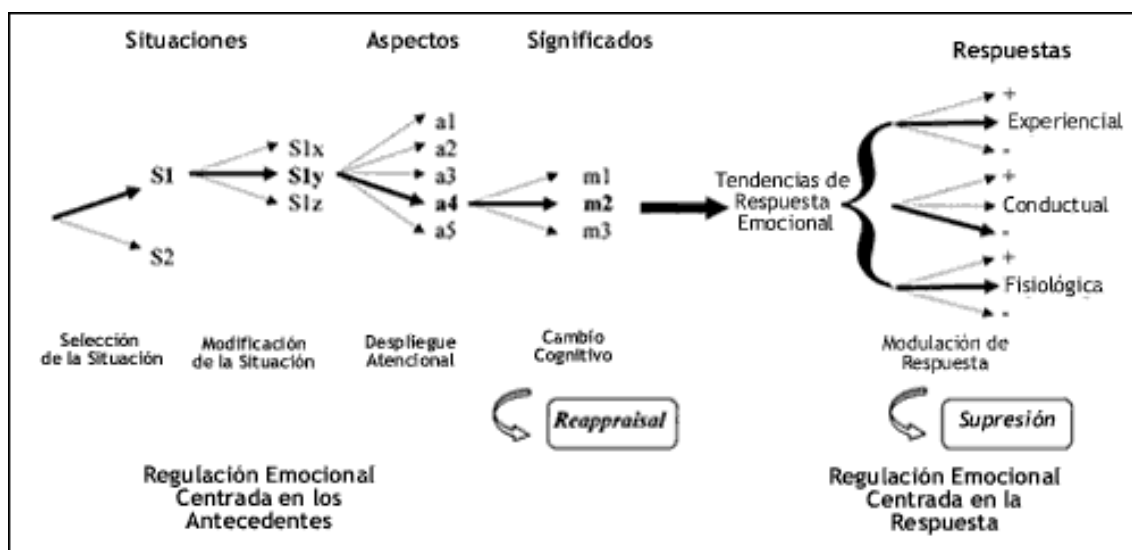 Situaciones
Aspectos
Significados
Respuestas
S1
S2
S1x
S1y
S1z
a1
a2
a3
a4
a5
m1
m2
m3
Tendencias de
Respuesta
Emocional
+
Experiencial
-
+
Conductual
-
+
Fisiológica
-
Selección
de la Situación
Modificación
de la Situación
Despliegue
Atencional
Cambio
Cognitivo
Modulación de
Respuesta
Reappraisal
Supresión
Regulación Emocional
Centrada en los
Antecedentes
Regulación Emocional
Centrada en la
Respuesta